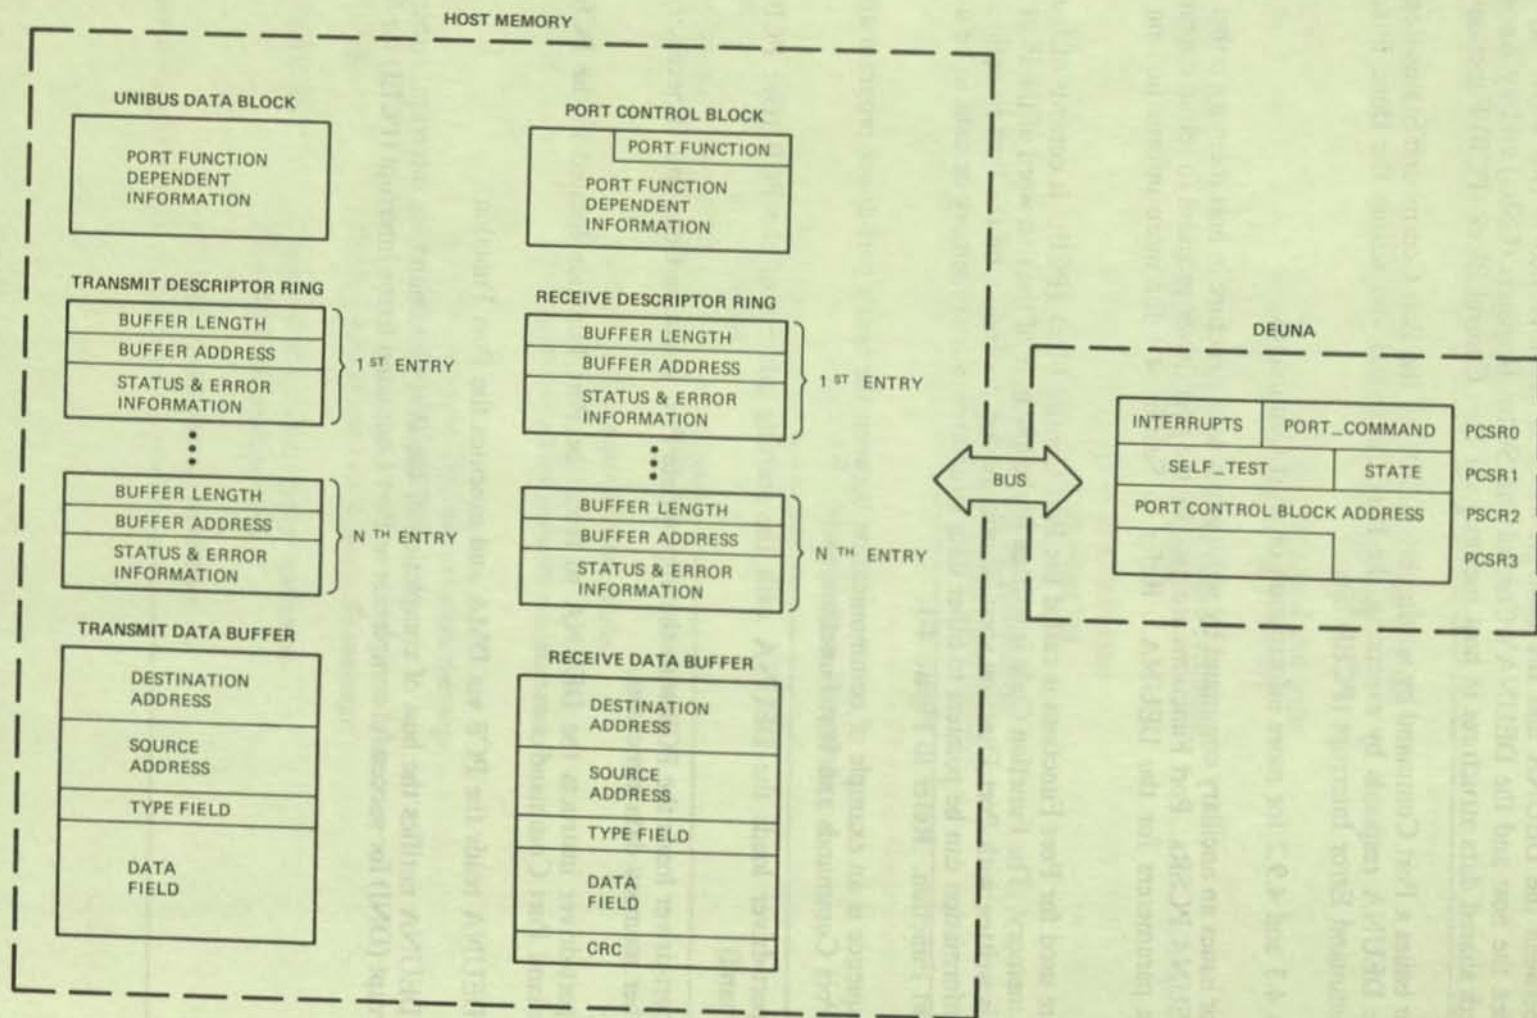 HOST MEMORY
UNIBUS DATA BLOCK
PORT FUNCTION
DEPENDENT
INFORMATION
PORT CONTROL BLOCK
PORT FUNCTION
PORT FUNCTION
DEPENDENT
INFORMATION
TRANSMIT DESCRIPTOR RING
BUFFER LENGTH
BUFFER ADDRESS
STATUS & ERROR
INFORMATION
1 ST ENTRY
BUFFER LENGTH
BUFFER ADDRESS
STATUS & ERROR
INFORMATION
N TH ENTRY
RECEIVE DESCRIPTOR RING
BUFFER LENGTH
BUFFER ADDRESS
STATUS & ERROR
INFORMATION
1 ST ENTRY
BUFFER LENGTH
BUFFER ADDRESS
STATUS & ERROR
INFORMATION
N TH ENTRY
TRANSMIT DATA BUFFER
DESTINATION
ADDRESS
SOURCE
ADDRESS
TYPE FIELD
DATA
FIELD
RECEIVE DATA BUFFER
DESTINATION
ADDRESS
SOURCE
ADDRESS
TYPE FIELD
DATA
FIELD
CRC
BUS
DEUNA
INTERRUPTS PORT_COMMAND PCSR0
SELF_TEST STATE PCSR1
PORT CONTROL BLOCK ADDRESS PSCR2
PCSR3